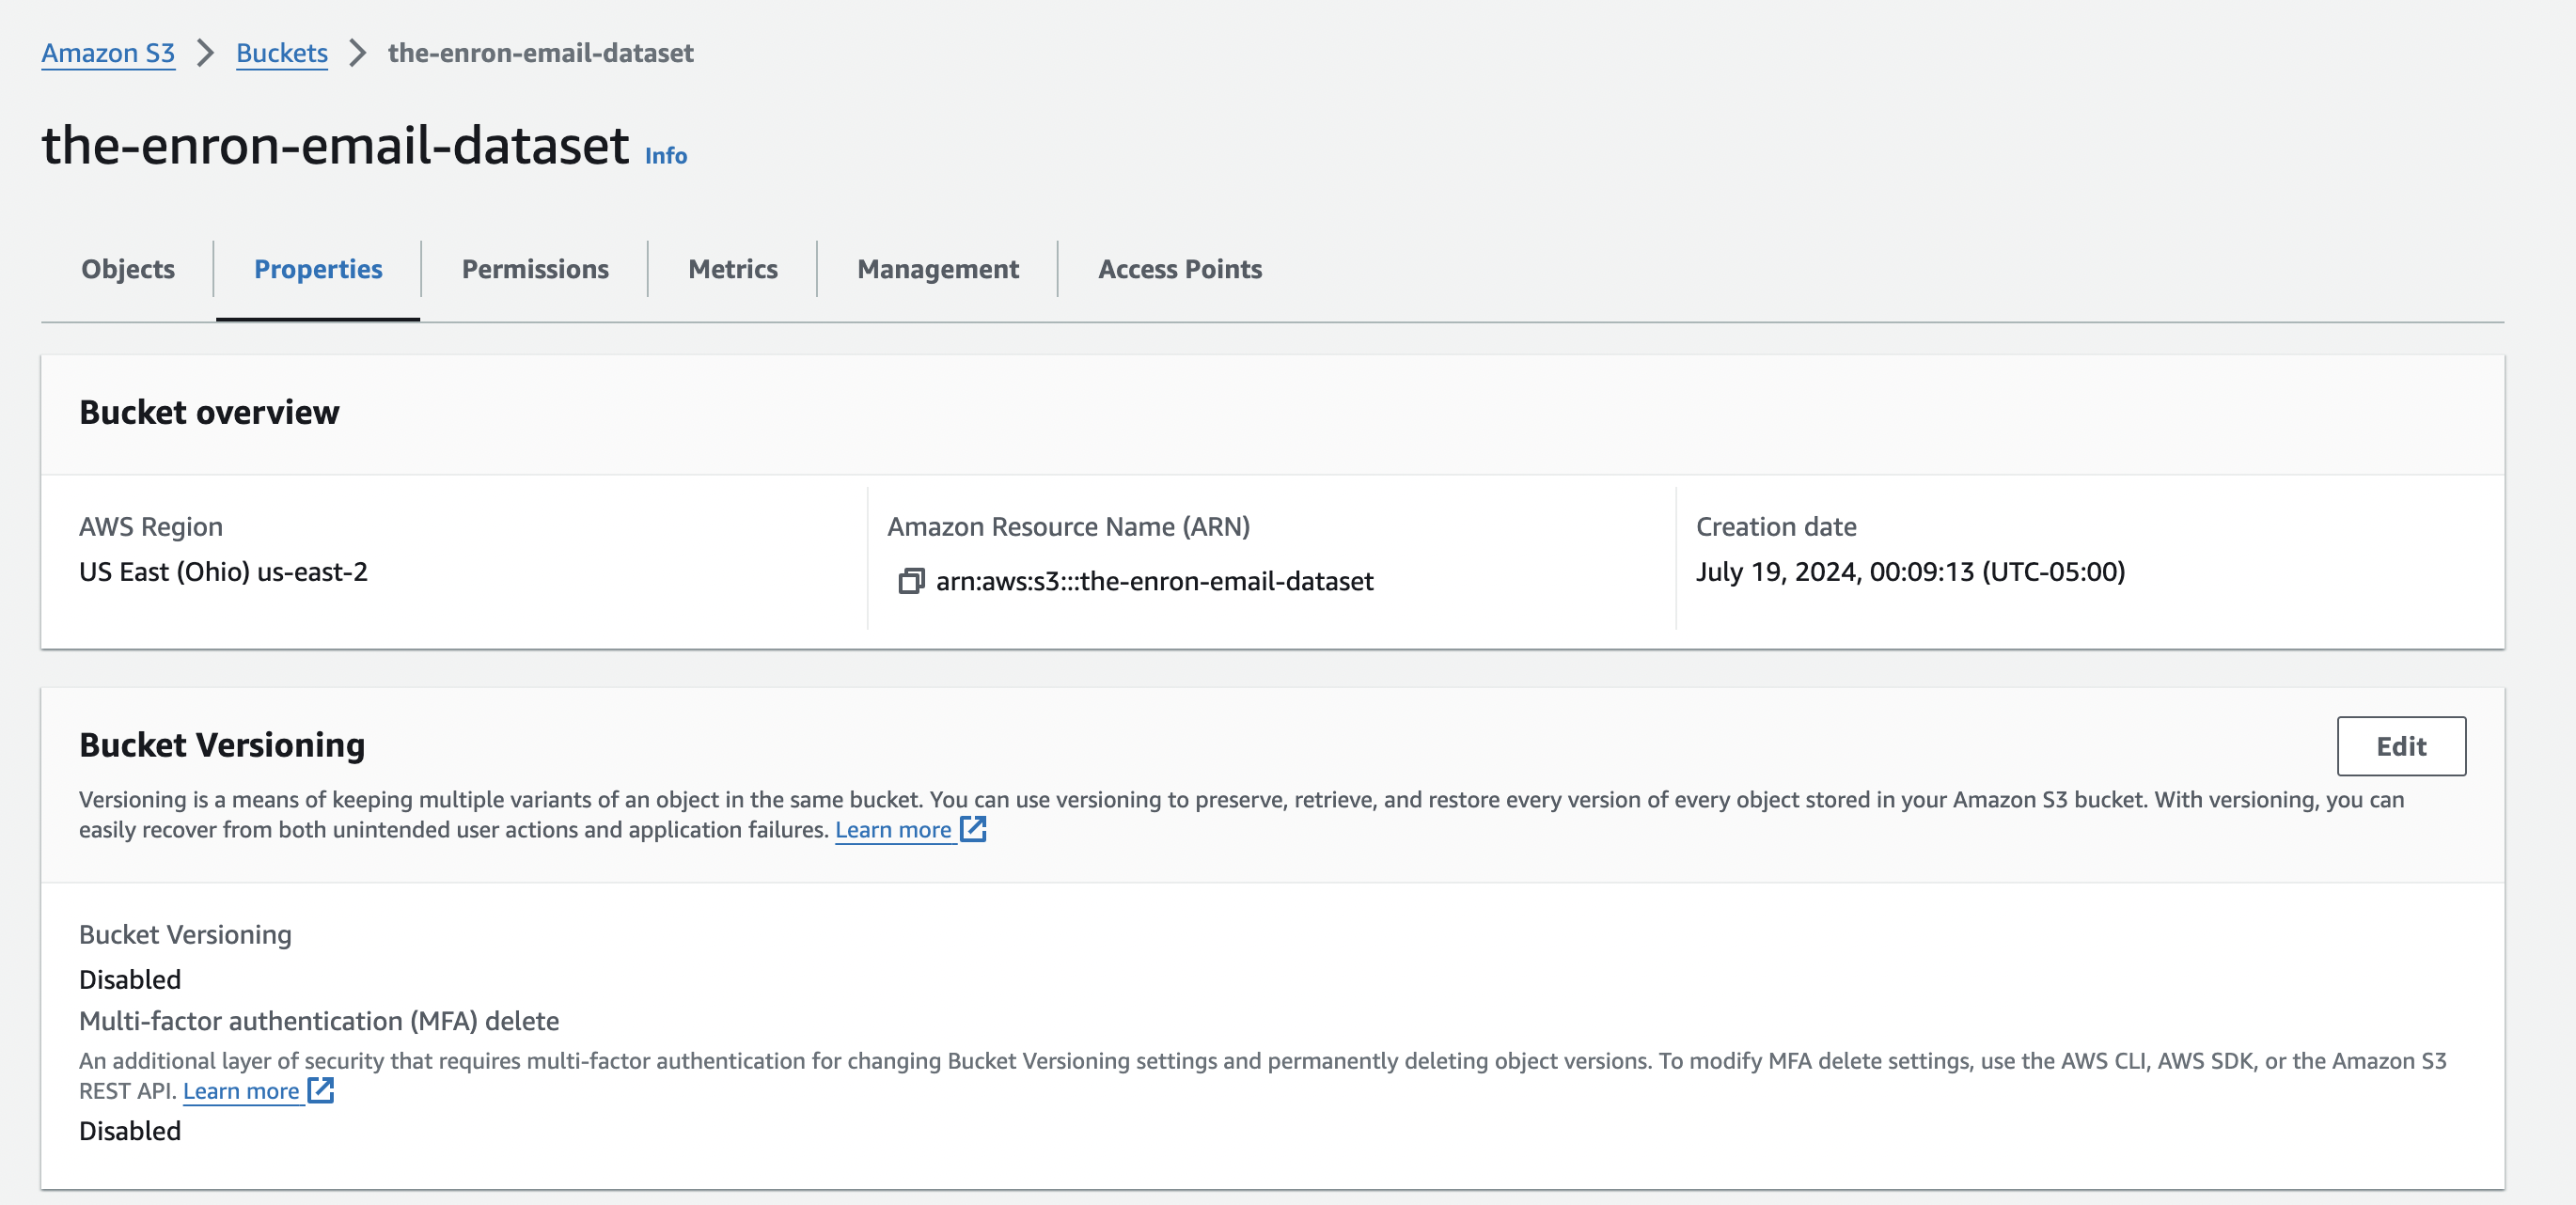 Amazon S3 > Buckets > the-enron-email-dataset
the-enron-email-dataset Info
Objects Properties Permissions Metrics Management Access Points
Bucket overview
AWS Region
US East (Ohio) us-east-2
Amazon Resource Name (ARN)
arn:aws:s3:::the-enron-email-dataset
Creation date
July 19, 2024, 00:09:13 (UTC-05:00)
Bucket Versioning
Edit
Versioning is a means of keeping multiple variants of an object in the same bucket. You can use versioning to preserve, retrieve, and restore every version of every object stored in your Amazon S3 bucket. With versioning, you can
easily recover from both unintended user actions and application failures. Learn more
Bucket Versioning
Disabled
Multi-factor authentication (MFA) delete
An additional layer of security that requires multi-factor authentication for changing Bucket Versioning settings and permanently deleting object versions. To modify MFA delete settings, use the AWS CLI, AWS SDK, or the Amazon S3
REST API. Learn more
Disabled